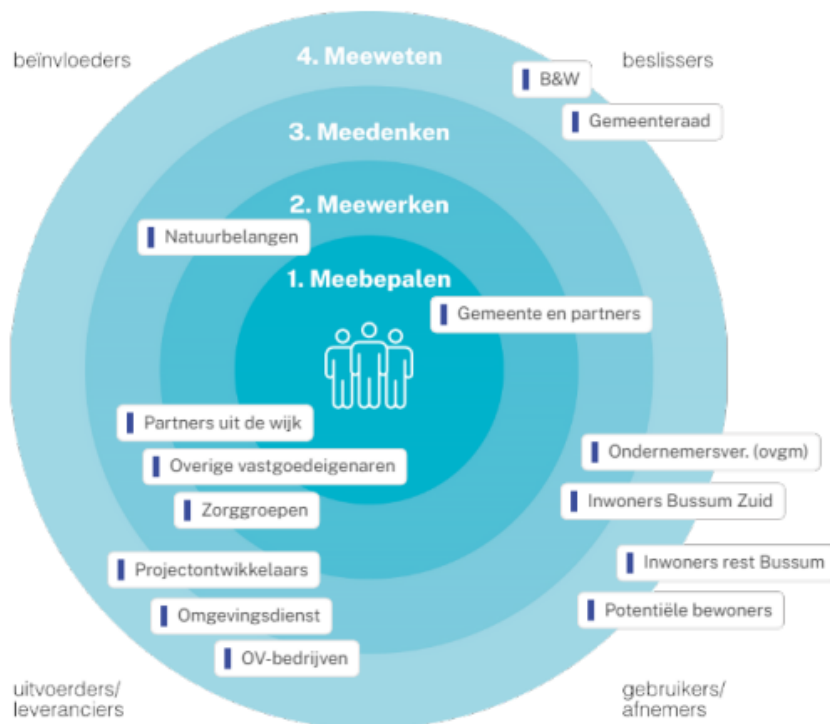 beïnvloeders
4. Meeweten
beslissers
B&W
Gemeenteraad
3. Meedenken
2. Meewerken
Natuurbelangen
1. Meebepalen
Gemeente en partners
Partners uit de wijk
Ondernemersver. (ovgm)
Overige vastgoedeigenaren
Inwoners Bussum Zuid
Zorggroepen
Inwoners rest Bussum
Projectontwikkelaars
Potentiële bewoners
Omgevingsdienst
OV-bedrijven
uitvoerders/
leveranciers
gebruikers/
afnemers